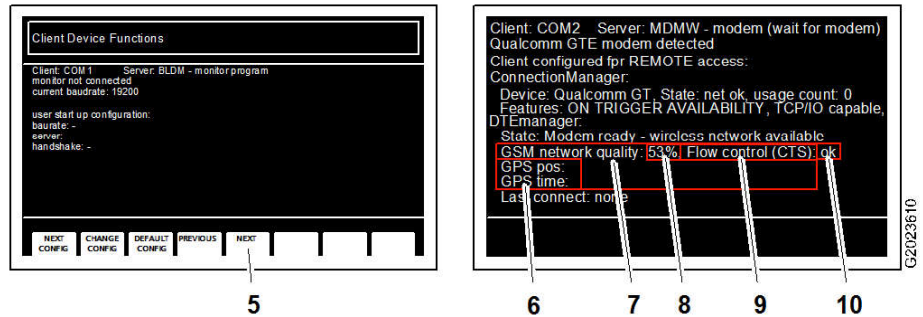 Client Device Functions
Client: COM 1 Server: BLDM - monitor program
monitor not connected
current baudrate: 19200
user start up configuration:
baurate: -
server:
handshake: -
NEXT CONFIG
CHANGE CONFIG
DEFAULT CONFIG
PREVIOUS
NEXT
5
Client: COM2 Server: MDMW - modem (wait for modem)
Qualcomm GTE modem detected
Client configured fpr REMOTE access:
ConnectionManager:
Device: Qualcomm GT, State: net ok, usage count: 0
Features: ON TRIGGER AVAILABILITY, TCP/IO capable,
DTEmanager:
State: Modem ready - wireless network available
GSM network quality: 53% Flow control (CTS): ok
GPS pos:
GPS time:
Last connect: none
6 7 8 9 10
G2023610